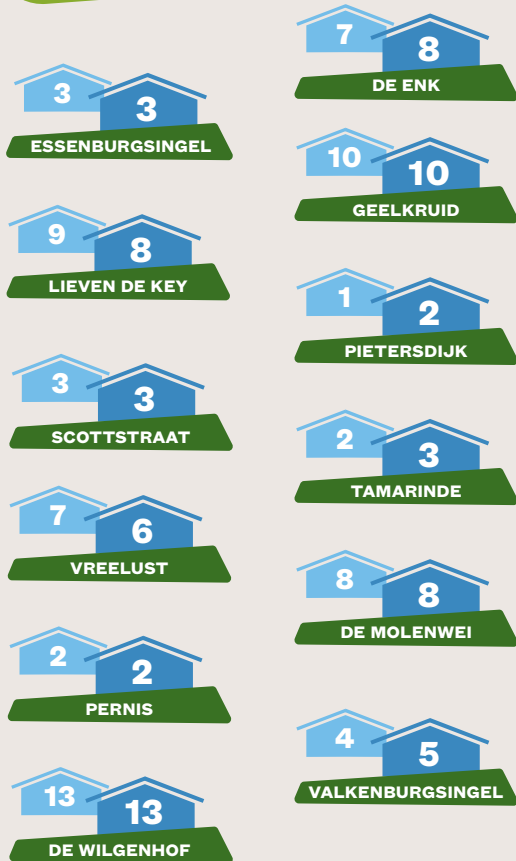 3 3
ESSENBURGSINGEL
9 8
LIEVEN DE KEY
3 3
SCOTTSTRAAT
7 6
VREELUST
2 2
PERNIS
13 13
DE WILGENHOF
7 8
DE ENK
10 10
GEELKRUID
1 2
PIETERSDIJK
2 3
TAMARINDE
8 8
DE MOLENWEI
4 5
VALKENBURGSINGEL